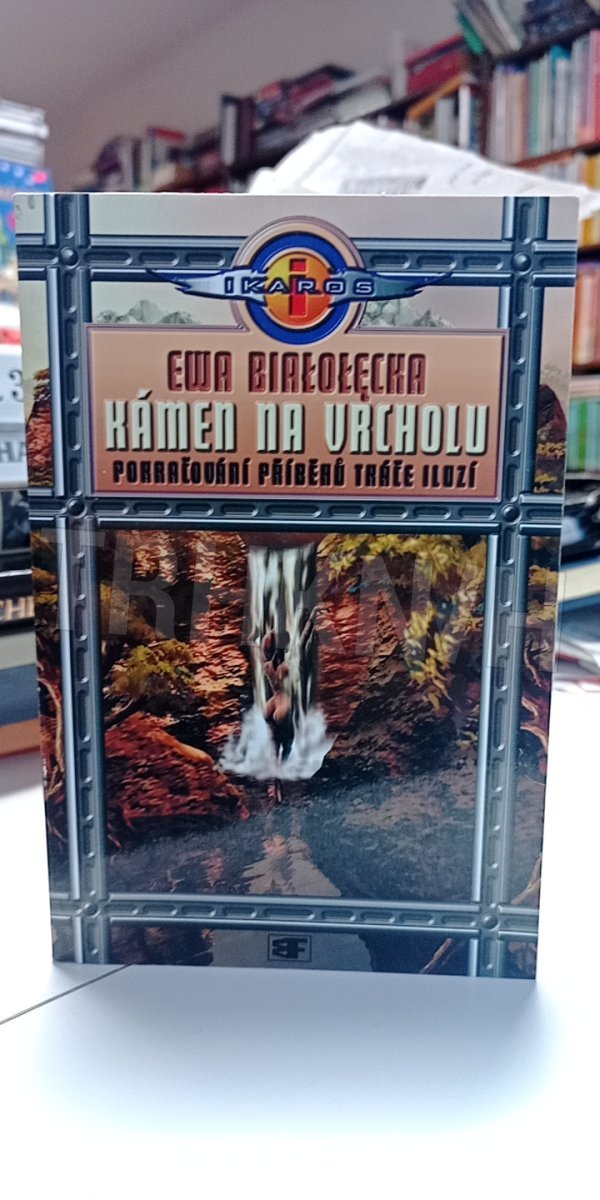 IKAROS
EWA BIAŁOŁĘCKA
KÁMEN NA VRCHOLU
POKRAČOVÁNÍ PŘÍBĚHŮ TKÁČE ILUZÍ